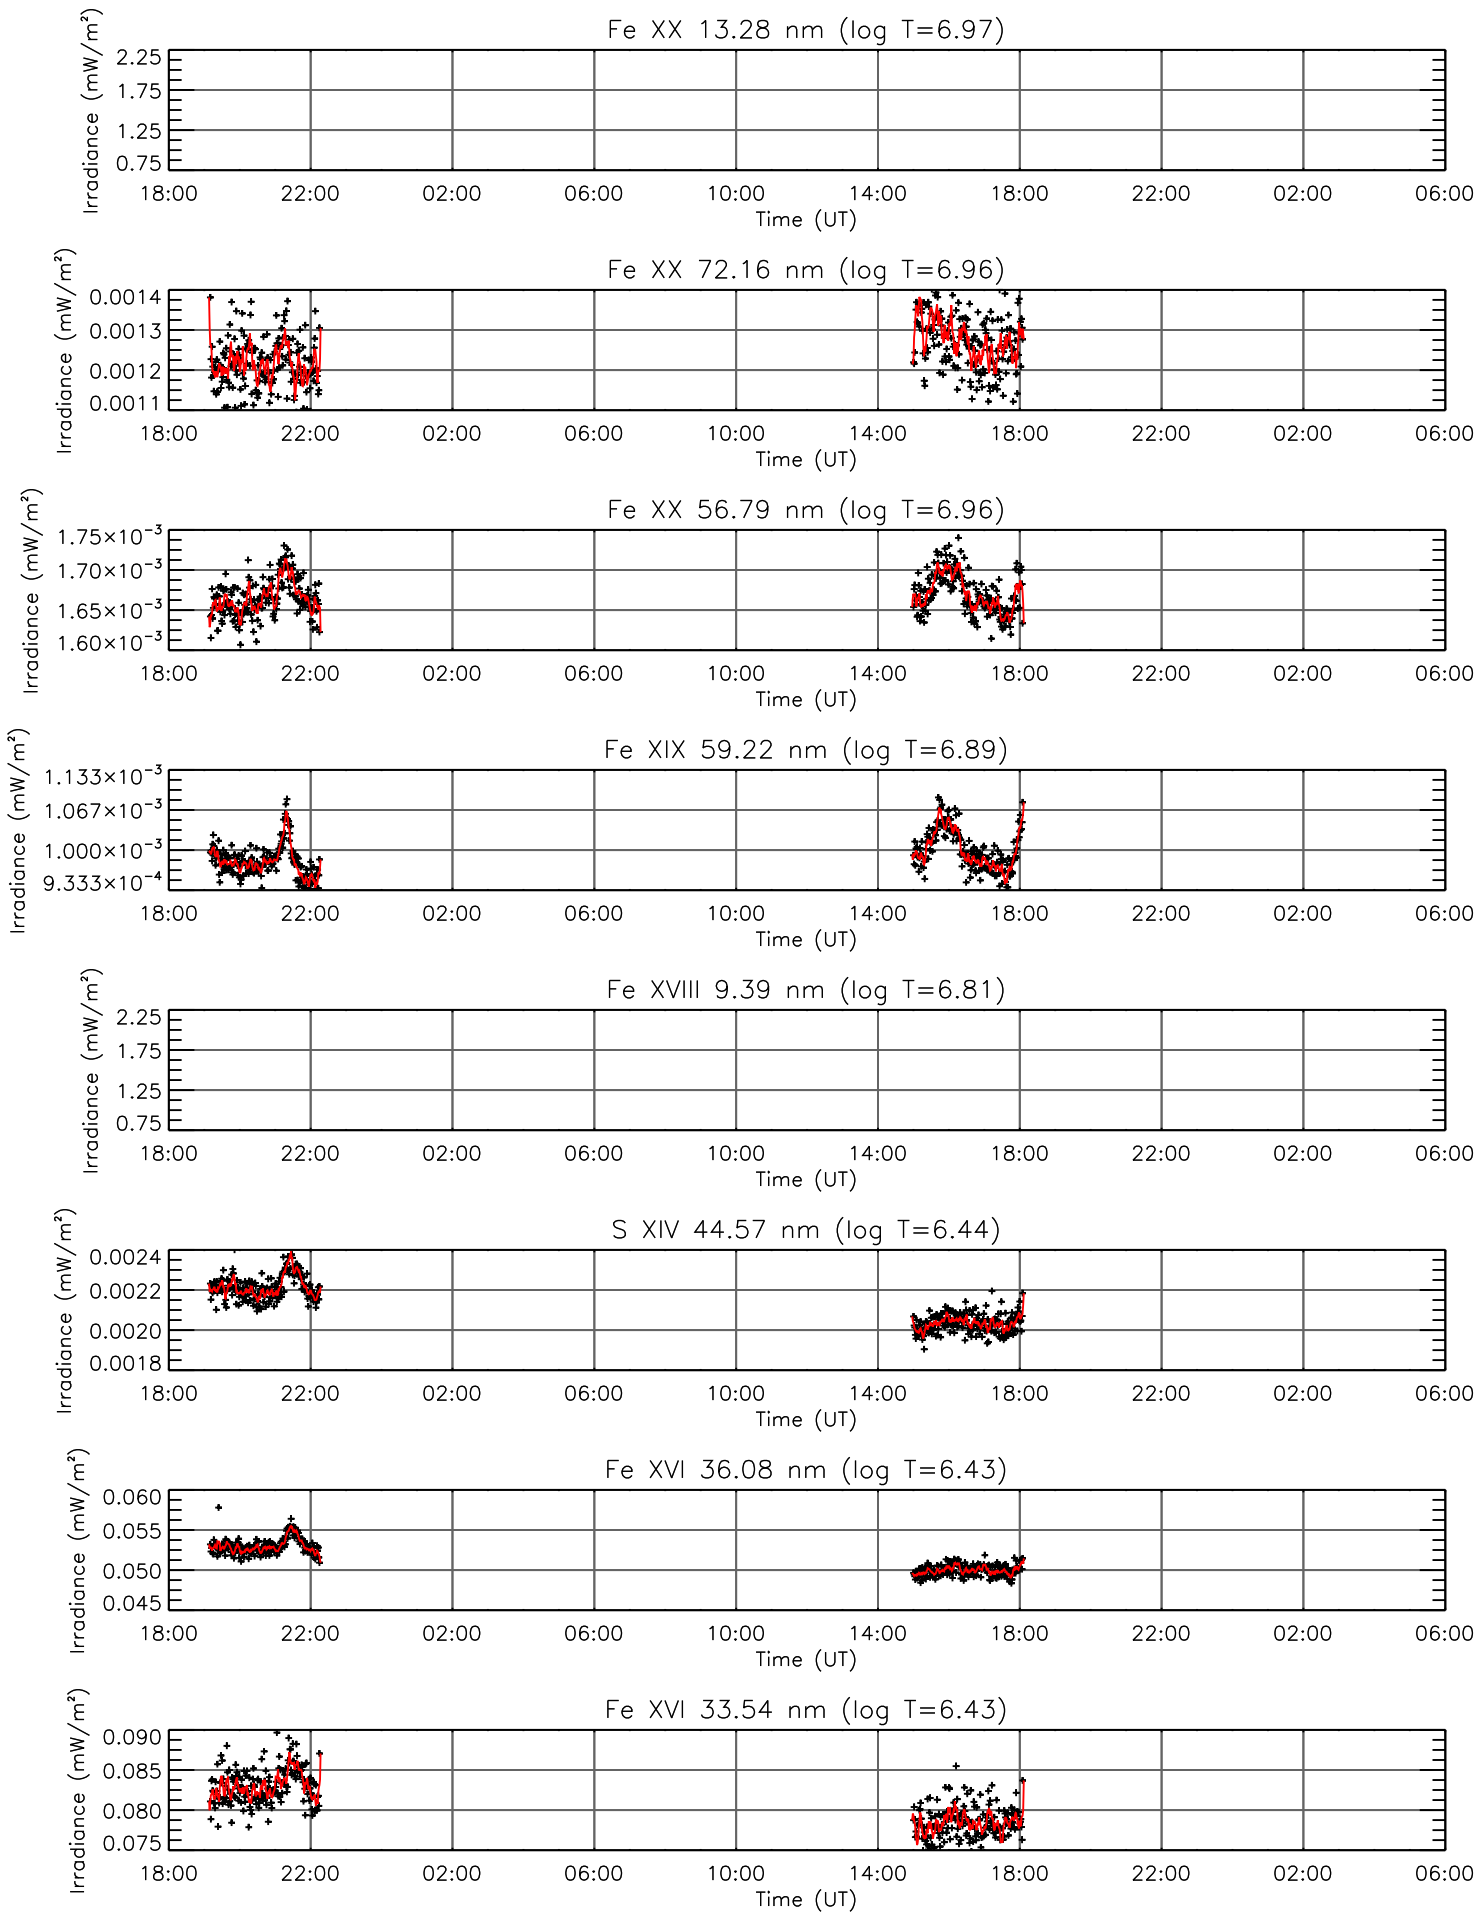 Fe XX 13.28 nm (log T=6.97)
Irradiance (mW/m²)
2.25
1.75
1.25
0.75
18:00 22:00 02:00 06:00 10:00 14:00 18:00 22:00 02:00 06:00
Time (UT)
Fe XX 72.16 nm (log T=6.96)
Irradiance (mW/m²)
0.0014
0.0013
0.0012
0.0011
18:00 22:00 02:00 06:00 10:00 14:00 18:00 22:00 02:00 06:00
Time (UT)
Fe XX 56.79 nm (log T=6.96)
Irradiance (mW/m²)
1.75×10⁻³
1.70×10⁻³
1.65×10⁻³
1.60×10⁻³
18:00 22:00 02:00 06:00 10:00 14:00 18:00 22:00 02:00 06:00
Time (UT)
Fe XIX 59.22 nm (log T=6.89)
Irradiance (mW/m²)
1.133×10⁻³
1.067×10⁻³
1.000×10⁻³
9.333×10⁻⁴
18:00 22:00 02:00 06:00 10:00 14:00 18:00 22:00 02:00 06:00
Time (UT)
Fe XVIII 9.39 nm (log T=6.81)
Irradiance (mW/m²)
2.25
1.75
1.25
0.75
18:00 22:00 02:00 06:00 10:00 14:00 18:00 22:00 02:00 06:00
Time (UT)
S XIV 44.57 nm (log T=6.44)
Irradiance (mW/m²)
0.0024
0.0022
0.0020
0.0018
18:00 22:00 02:00 06:00 10:00 14:00 18:00 22:00 02:00 06:00
Time (UT)
Fe XVI 36.08 nm (log T=6.43)
Irradiance (mW/m²)
0.060
0.055
0.050
0.045
18:00 22:00 02:00 06:00 10:00 14:00 18:00 22:00 02:00 06:00
Time (UT)
Fe XVI 33.54 nm (log T=6.43)
Irradiance (mW/m²)
0.090
0.085
0.080
0.075
18:00 22:00 02:00 06:00 10:00 14:00 18:00 22:00 02:00 06:00
Time (UT)